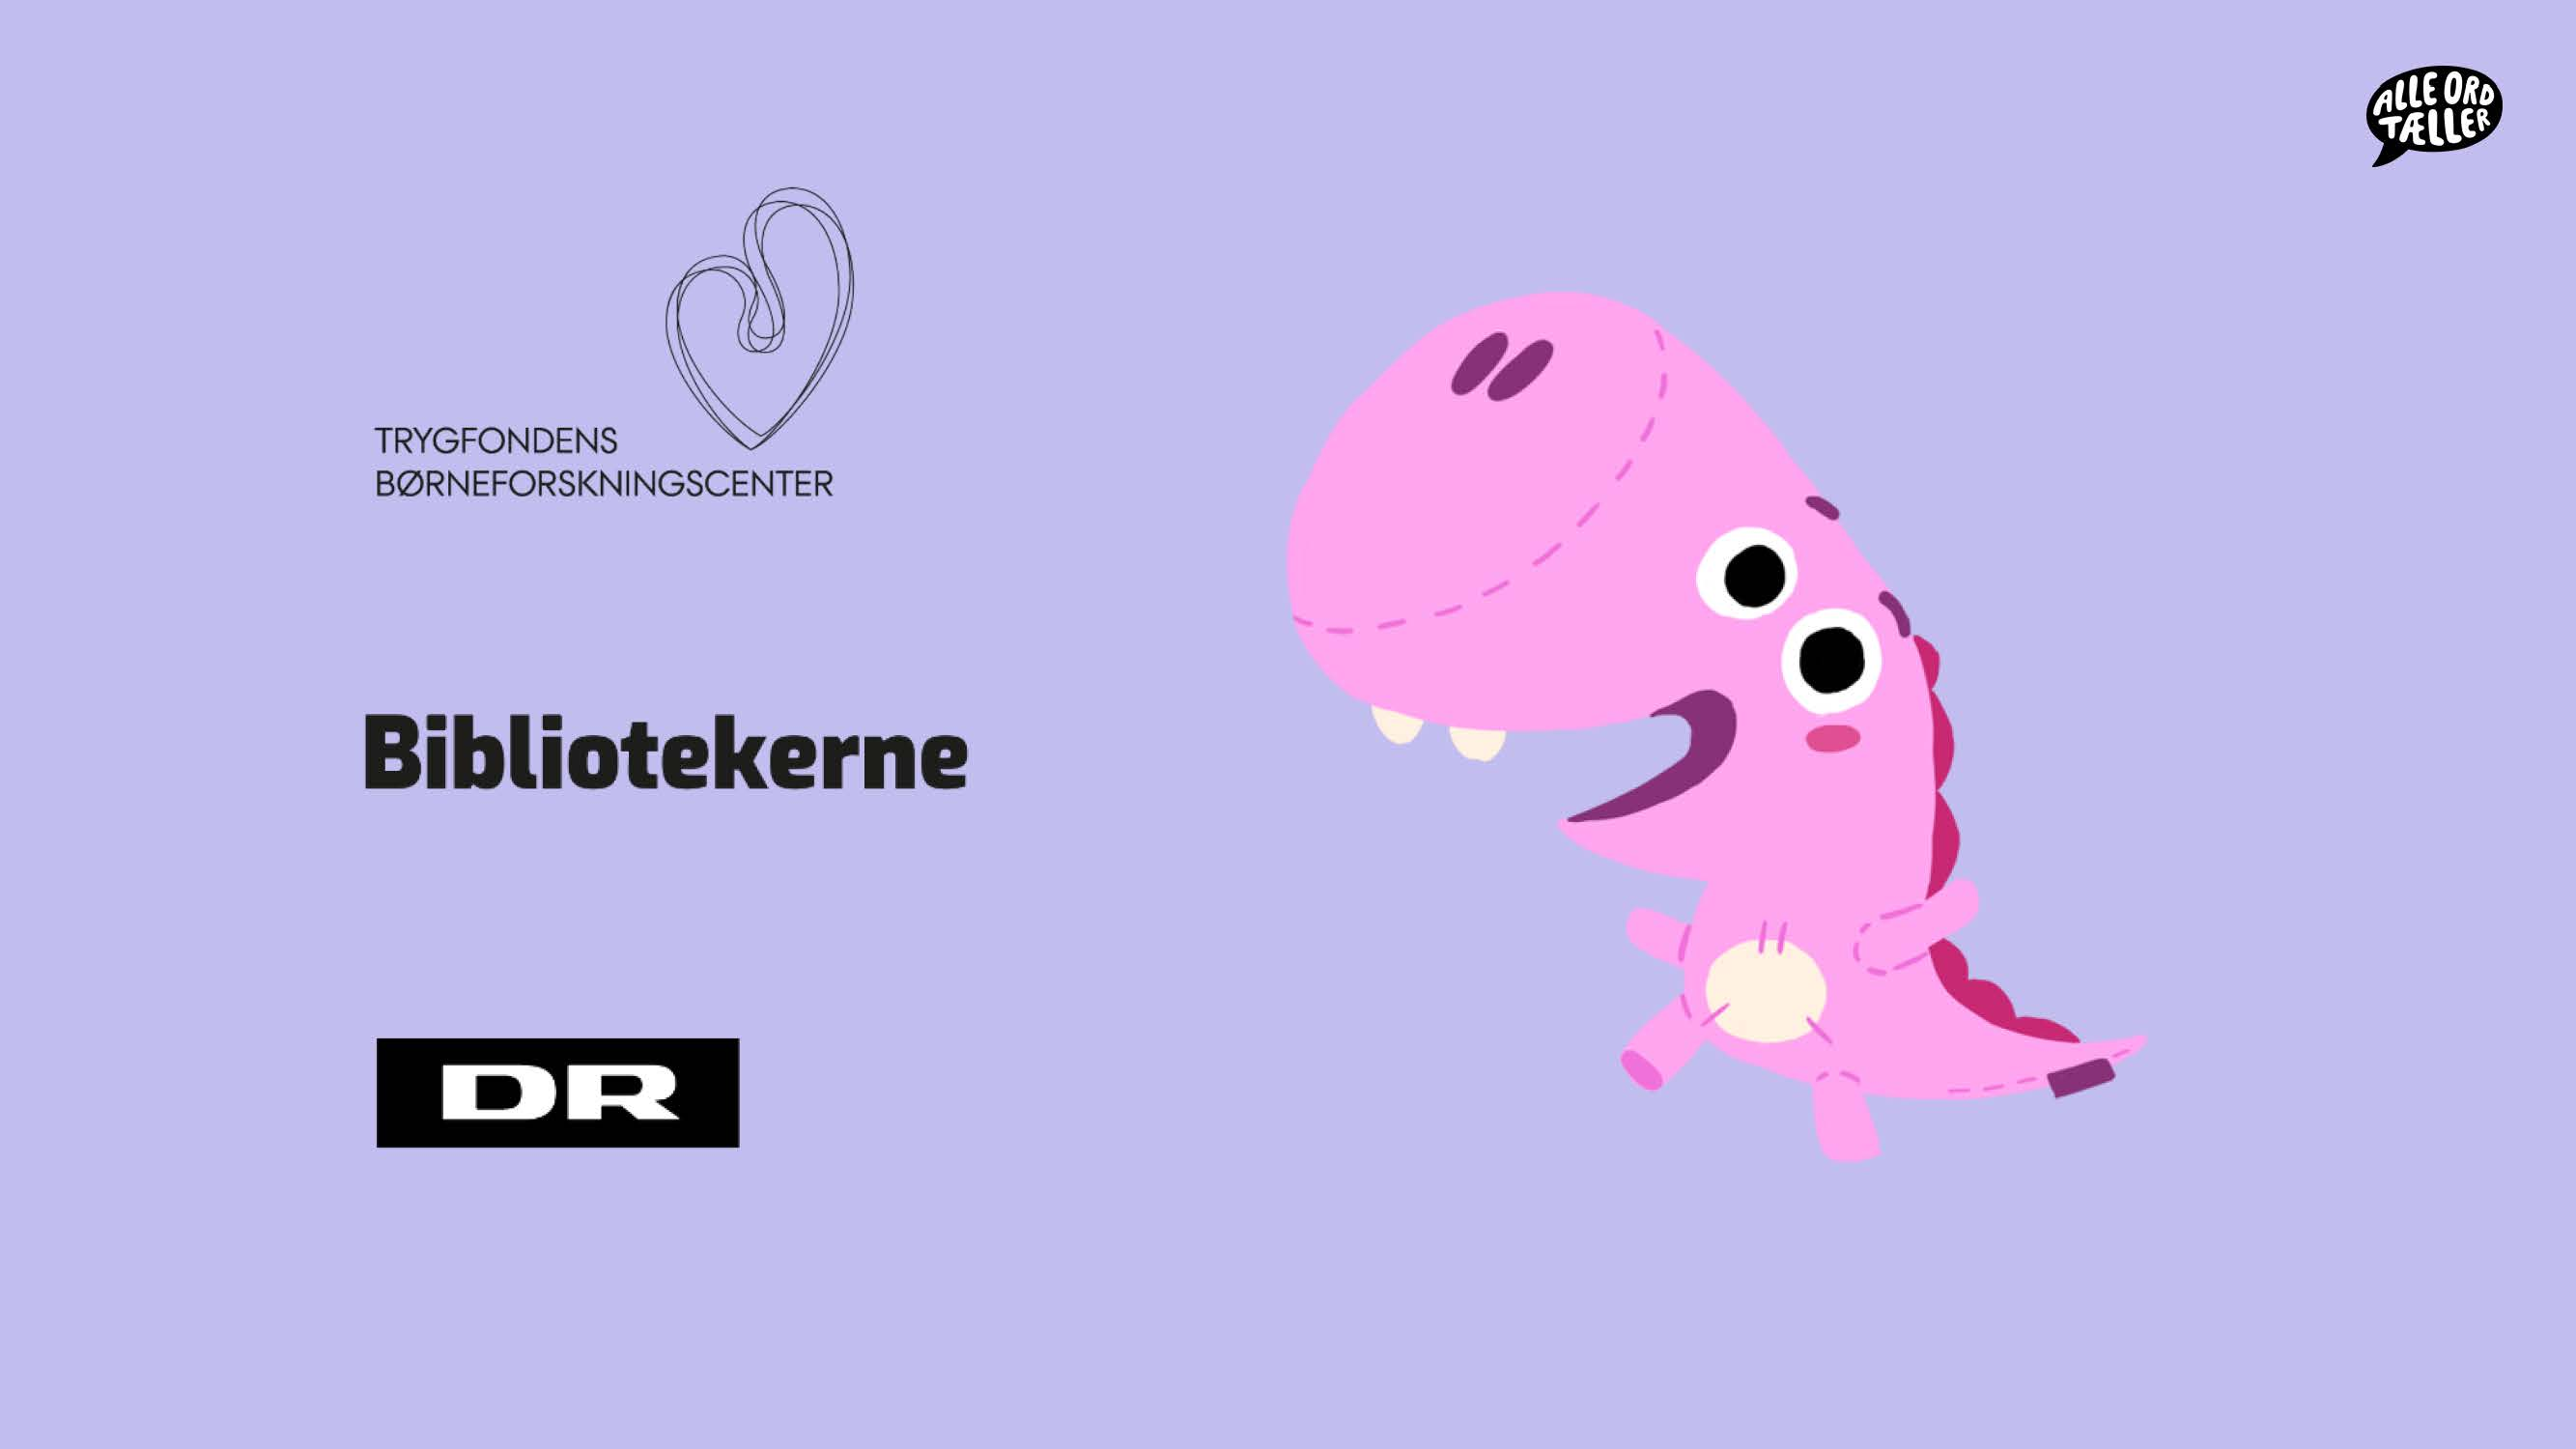 ALLE ORD
TÆLLER
TRYGFONDENS
BØRNEFORSKNINGSCENTER
Bibliotekerne
DR